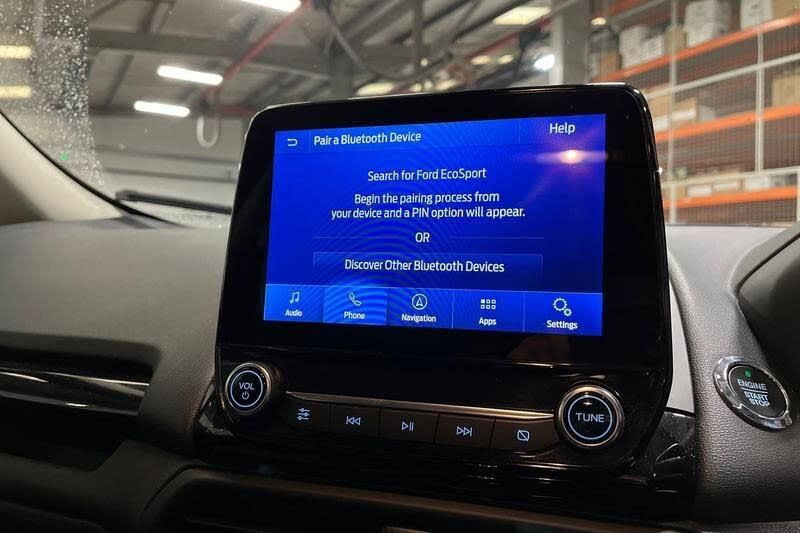 Pair a Bluetooth Device
Help
Search for Ford EcoSport
Begin the pairing process from
your device and a PIN option will appear.
OR
Discover Other Bluetooth Devices
Audio
Phone
Navigation
Apps
Settings
VOL
TUNE
ENGINE
START
STOP